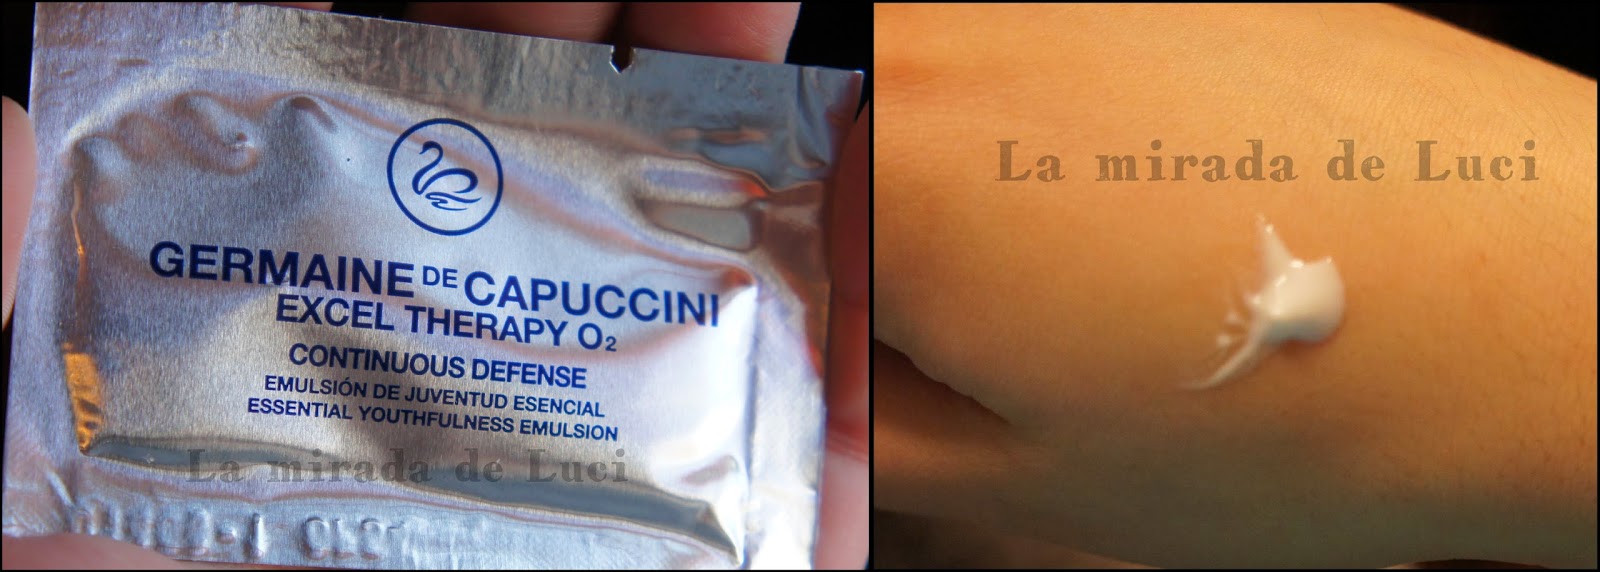 GERMAINE DE CAPUCCINI
EXCEL THERAPY O₂
CONTINUOUS DEFENSE
EMULSIÓN DE JUVENTUD ESENCIAL
ESSENTIAL YOUTHFULNESS EMULSION
La mirada de Luci
La mirada de Luci